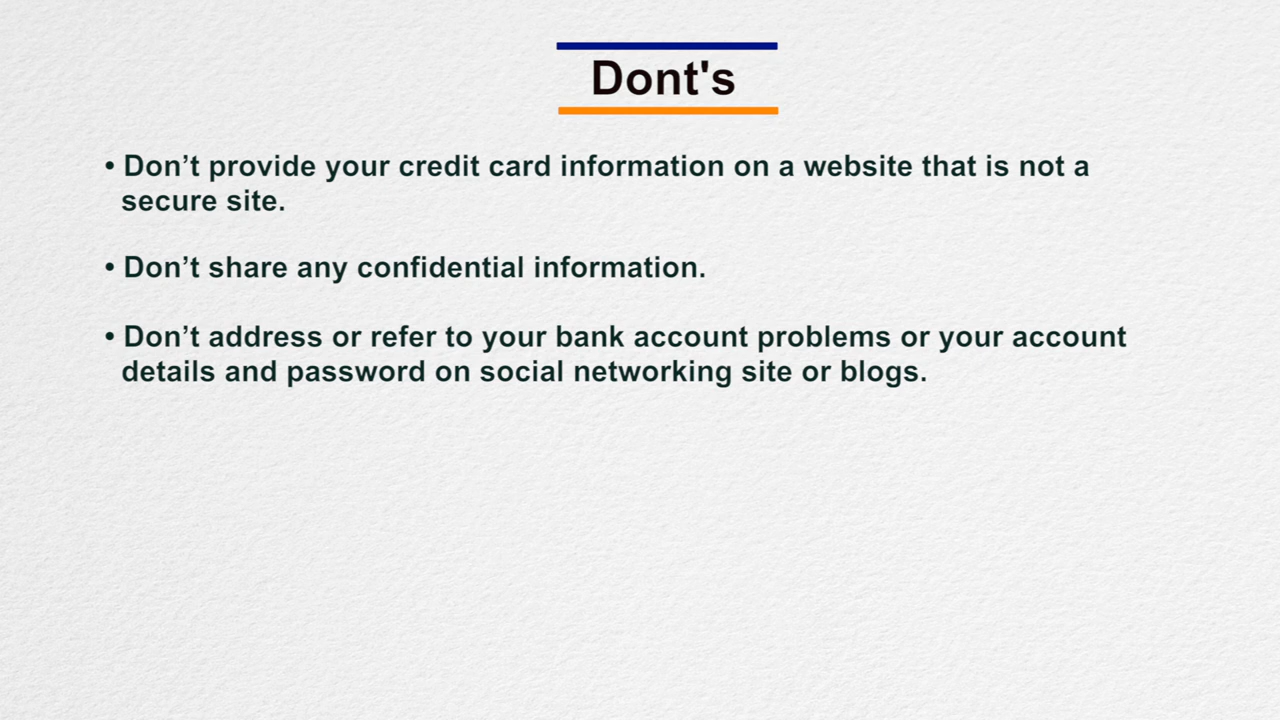 Dont's
• Don’t provide your credit card information on a website that is not a
secure site.
• Don’t share any confidential information.
• Don’t address or refer to your bank account problems or your account
details and password on social networking site or blogs.